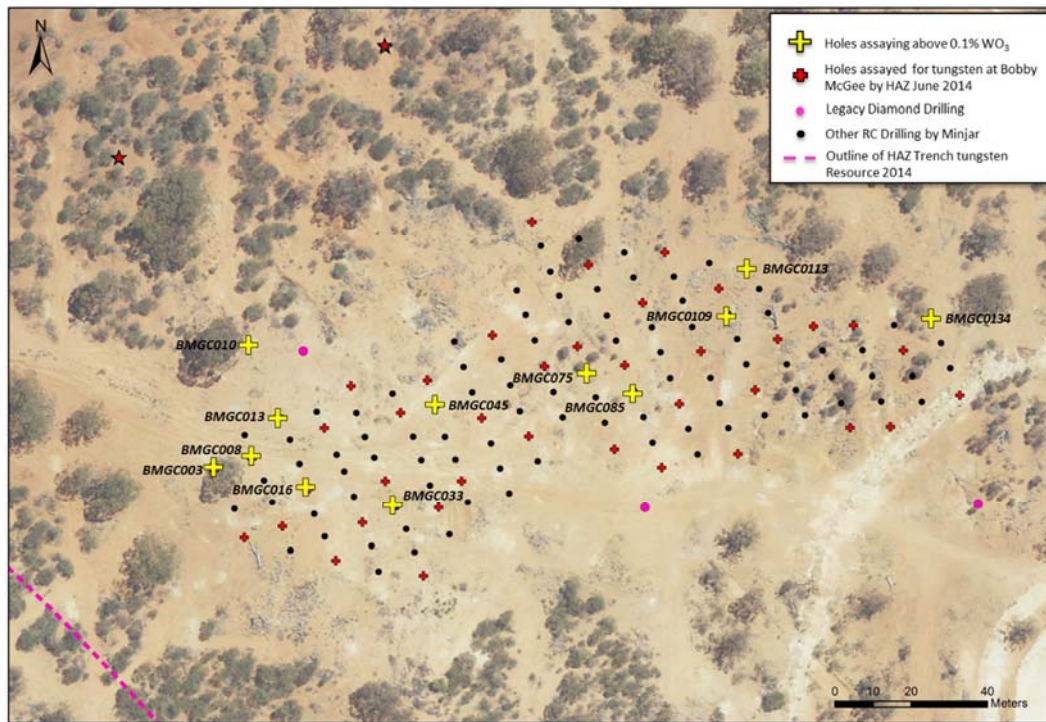 N
Holes assaying above 0.1% WO₃
Holes assayed for tungsten at Bobby
McGee by HAZ June 2014
Legacy Diamond Drilling
Other RC Drilling by Minjar
Outline of HAZ Trench tungsten
Resource 2014
BMGC0113
BMGC0109
BMGC0134
BMGC010
BMGC075
BMGC085
BMGC045
BMGC013
BMGC008
BMGC003
BMGC016
BMGC033
0 10 20 40
Meters